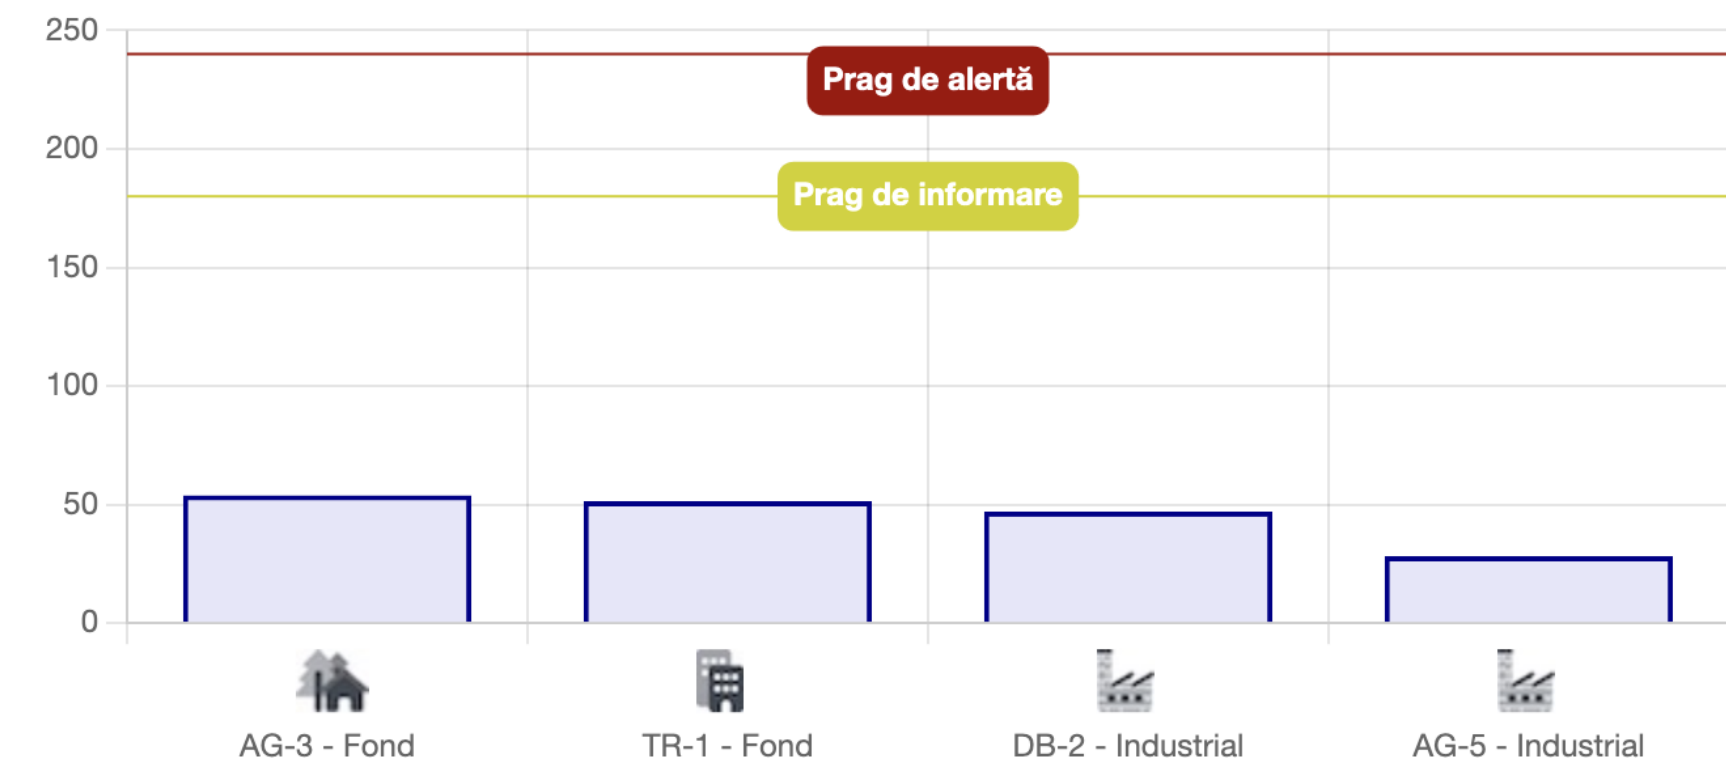 250
Prag de alertă
200
Prag de informare
150
100
50
0
AG-3 - Fond
TR-1 - Fond
DB-2 - Industrial
AG-5 - Industrial